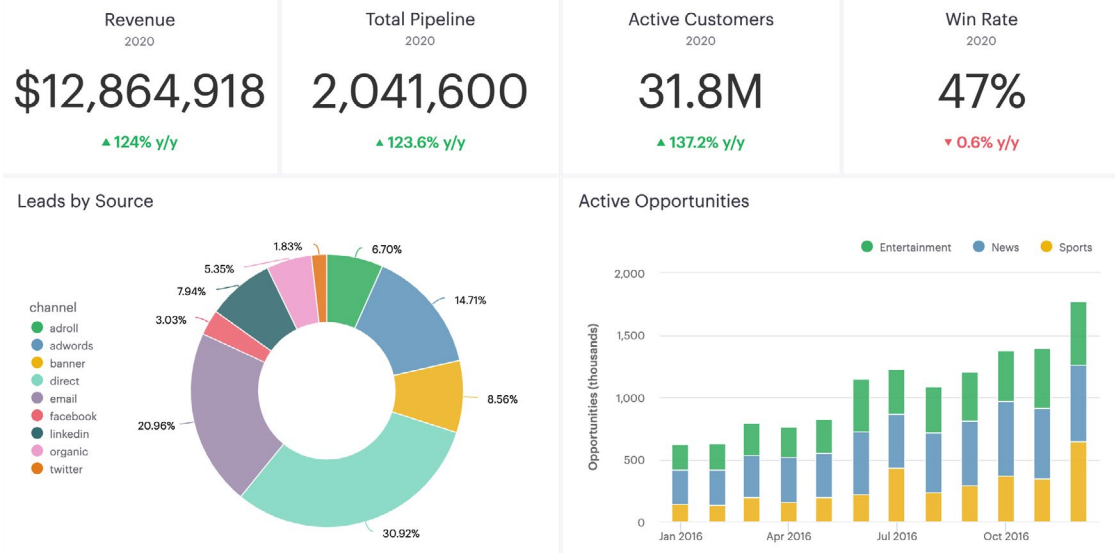 Revenue
2020
$12,864,918
▲ 124% y/y
Total Pipeline
2020
2,041,600
▲ 123.6% y/y
Active Customers
2020
31.8M
▲ 137.2% y/y
Win Rate
2020
47%
▼ 0.6% y/y
Leads by Source
channel
adroll
adwords
banner
direct
email
facebook
linkedin
organic
twitter
1.83%
6.70%
5.35%
7.94%
14.71%
3.03%
8.56%
20.96%
30.92%
Active Opportunities
Entertainment
News
Sports
Opportunities (thousands)
2,000
1,500
1,000
500
0
Jan 2016
Apr 2016
Jul 2016
Oct 2016